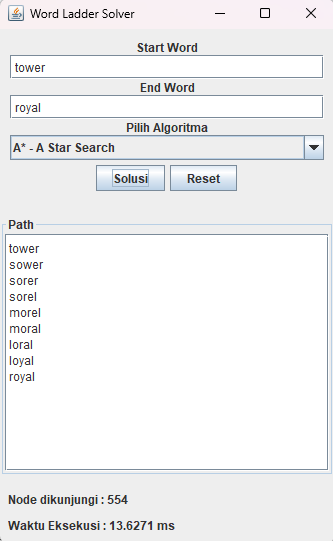 Word Ladder Solver
Start Word
tower
End Word
royal
Pilih Algoritma
A* - A Star Search
Solusi Reset
Path
tower
sower
sorer
sorel
morel
moral
loral
loyal
royal
Node dikunjungi : 554
Waktu Eksekusi : 13.6271 ms